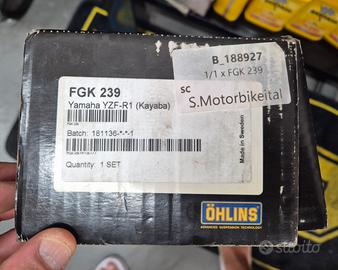 B_188927
1/1 x FGK 239
SC
S.Motorbikeital
FGK 239
Yamaha YZF-R1 (Kayaba)
Batch: 181136-*-*-1
Quantity: 1 SET
Made in Sweden
ÖHLINS
ADVANCED SUSPENSION TECHNOLOGY
subito